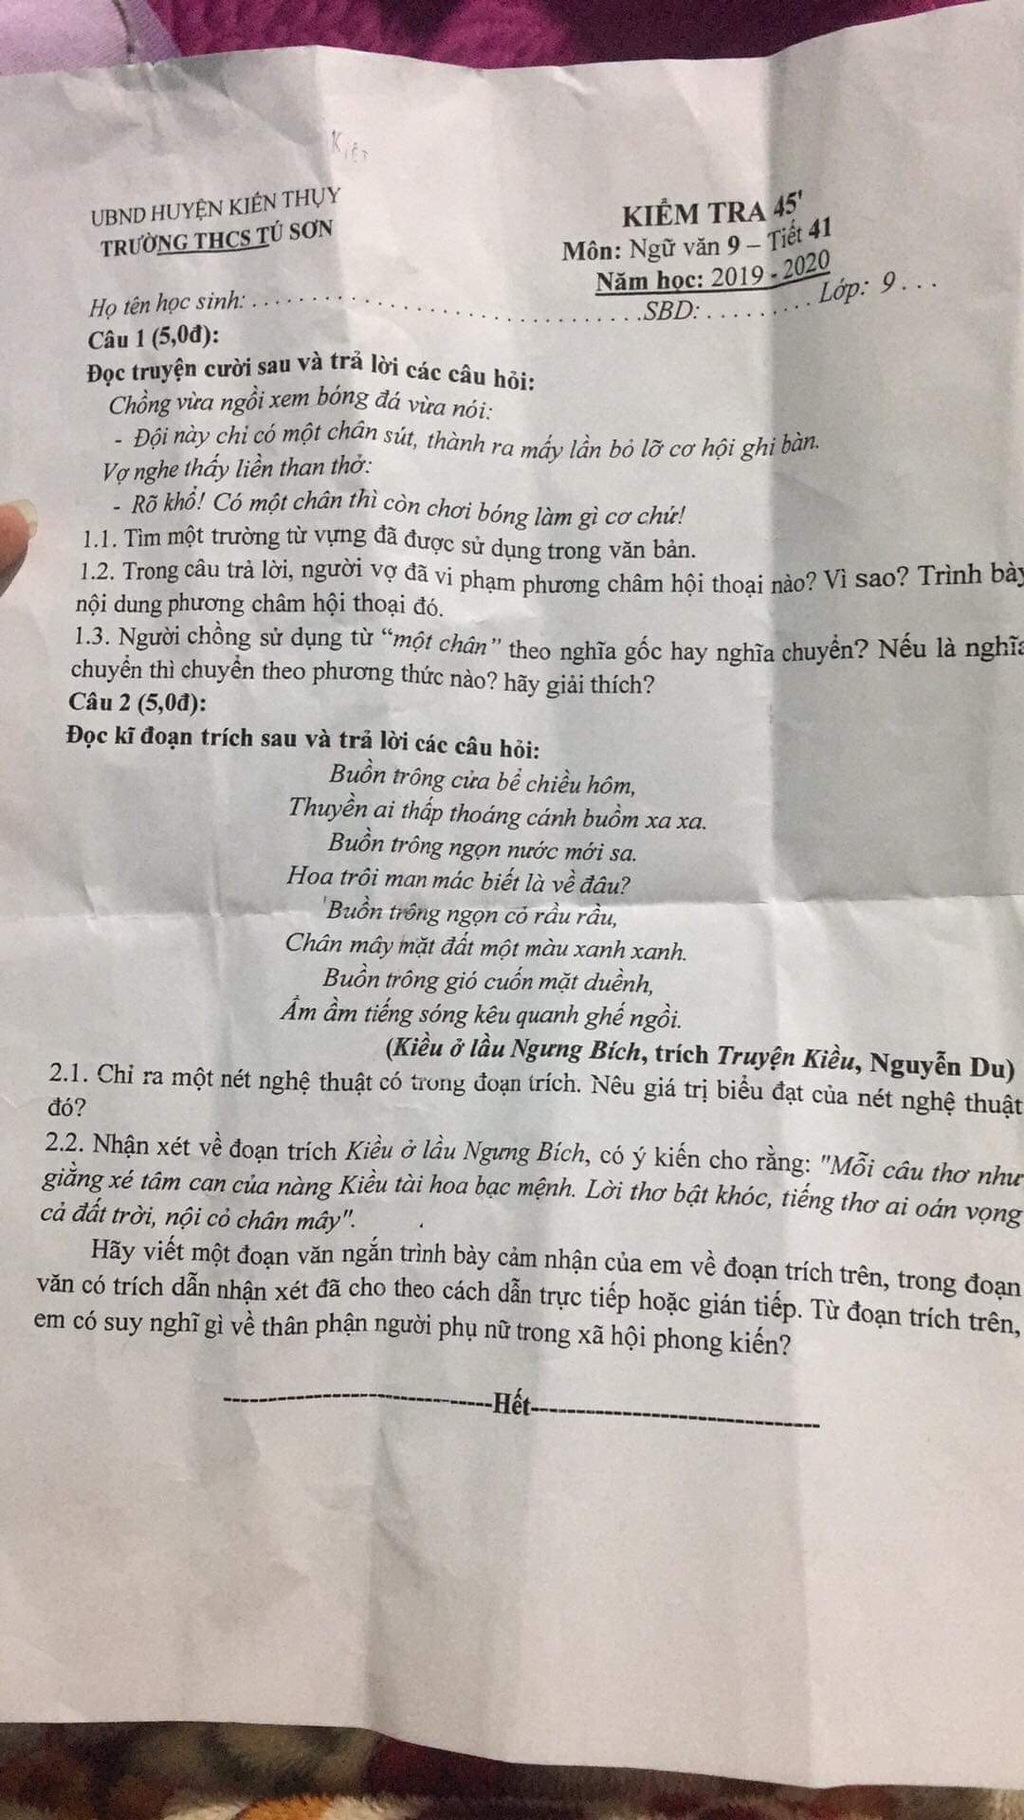 Kiệt
UBND HUYỆN KIẾN THỤY
TRƯỜNG THCS TÚ SƠN
KIỂM TRA 45'
Môn: Ngữ văn 9 – Tiết 41
Năm học: 2019 - 2020
Họ tên học sinh: . . . . . . . . . . . . . . . . . . . . . . . . . . . . . . . . .SBD: . . . . . . . . . . Lớp: 9 . . .
Câu 1 (5,0đ):
Đọc truyện cười sau và trả lời các câu hỏi:
Chồng vừa ngồi xem bóng đá vừa nói:
- Đội này chỉ có một chân sút, thành ra mấy lần bỏ lỡ cơ hội ghi bàn.
Vợ nghe thấy liền than thở:
- Rõ khổ! Có một chân thì còn chơi bóng làm gì cơ chứ!
1.1. Tìm một trường từ vựng đã được sử dụng trong văn bản.
1.2. Trong câu trả lời, người vợ đã vi phạm phương châm hội thoại nào? Vì sao? Trình bày
nội dung phương châm hội thoại đó.
1.3. Người chồng sử dụng từ “một chân” theo nghĩa gốc hay nghĩa chuyển? Nếu là nghĩa
chuyển thì chuyển theo phương thức nào? hãy giải thích?
Câu 2 (5,0đ):
Đọc kĩ đoạn trích sau và trả lời các câu hỏi:
Buồn trông cửa bể chiều hôm,
Thuyền ai thấp thoáng cánh buồm xa xa.
Buồn trông ngọn nước mới sa.
Hoa trôi man mác biết là về đâu?
Buồn trông ngọn cỏ rầu rầu,
Chân mây mặt đất một màu xanh xanh.
Buồn trông gió cuốn mặt duềnh,
Ầm ầm tiếng sóng kêu quanh ghế ngồi.
(Kiều ở lầu Ngưng Bích, trích Truyện Kiều, Nguyễn Du)
2.1. Chỉ ra một nét nghệ thuật có trong đoạn trích. Nêu giá trị biểu đạt của nét nghệ thuật
đó?
2.2. Nhận xét về đoạn trích Kiều ở lầu Ngưng Bích, có ý kiến cho rằng: "Mỗi câu thơ như
giằng xé tâm can của nàng Kiều tài hoa bạc mệnh. Lời thơ bật khóc, tiếng thơ ai oán vọng
cả đất trời, nội cỏ chân mây".
Hãy viết một đoạn văn ngắn trình bày cảm nhận của em về đoạn trích trên, trong đoạn
văn có trích dẫn nhận xét đã cho theo cách dẫn trực tiếp hoặc gián tiếp. Từ đoạn trích trên,
em có suy nghĩ gì về thân phận người phụ nữ trong xã hội phong kiến?
------------------------------Hết--------------------------------